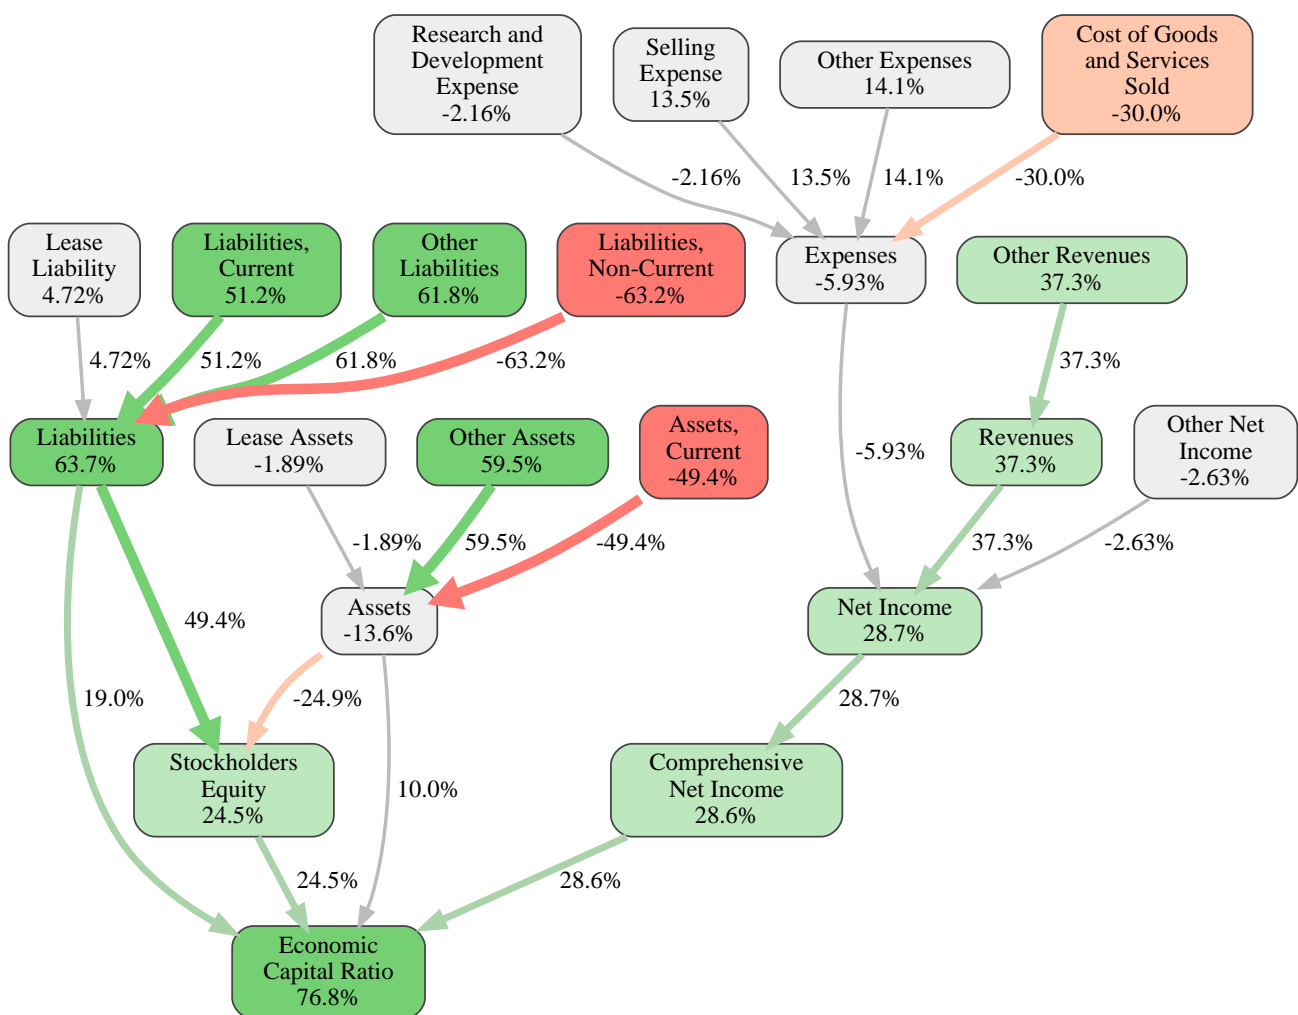 Research and
Development
Expense
-2.16%
Selling
Expense
13.5%
Other Expenses
14.1%
Cost of Goods
and Services
Sold
-30.0%
-2.16%
13.5%
14.1%
-30.0%
Lease
Liability
4.72%
Liabilities,
Current
51.2%
Other
Liabilities
61.8%
Liabilities,
Non-Current
-63.2%
Expenses
-5.93%
Other Revenues
37.3%
4.72%
51.2%
61.8%
-63.2%
37.3%
Liabilities
63.7%
Lease Assets
-1.89%
Other Assets
59.5%
Assets,
Current
-49.4%
-5.93%
Revenues
37.3%
Other Net
Income
-2.63%
-1.89%
59.5%
-49.4%
37.3%
-2.63%
49.4%
Assets
-13.6%
Net Income
28.7%
19.0%
-24.9%
28.7%
Stockholders
Equity
24.5%
10.0%
Comprehensive
Net Income
28.6%
24.5%
28.6%
Economic
Capital Ratio
76.8%